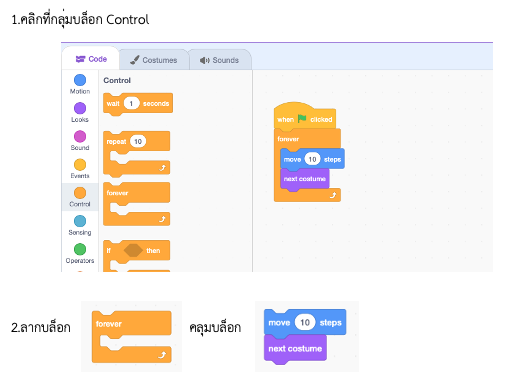 1.คลิกที่กลุ่มบล็อก Control
Code
Costumes
Sounds
Motion
Looks
Sound
Events
Control
Sensing
Operators
Control
wait 1 seconds
repeat 10
forever
if then
when clicked
forever
move 10 steps
next costume
2.ลากบล็อก forever คลุมบล็อก move 10 steps
next costume